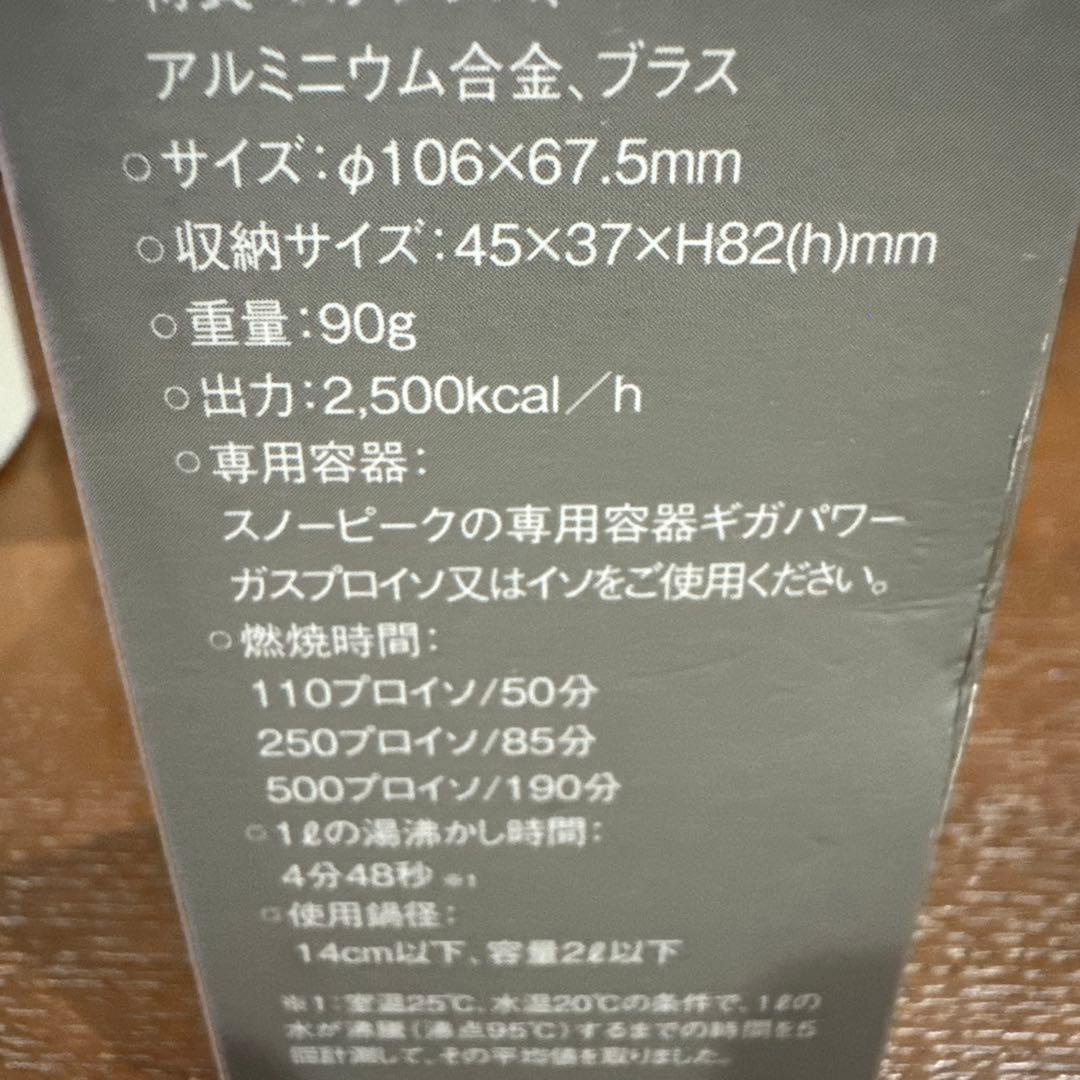 アルミニウム合金、ブラス
○サイズ:φ106×67.5mm
○収納サイズ:45×37×H82(h)mm
○重量:90g
○出力:2,500kcal/h
○専用容器:
スノーピークの専用容器ギガパワー
ガスプロイソ又はイソをご使用ください。
○燃焼時間:
110プロイソ/50分
250プロイソ/85分
500プロイソ/190分
○1ℓの湯沸かし時間:
4分48秒 ※1
○使用鍋径:
14cm以下、容量2ℓ以下
※1:室温25℃、水温20℃の条件で、1ℓの
水が沸騰(沸点95℃)するまでの時間を5
回計測して、その平均値を取りました。